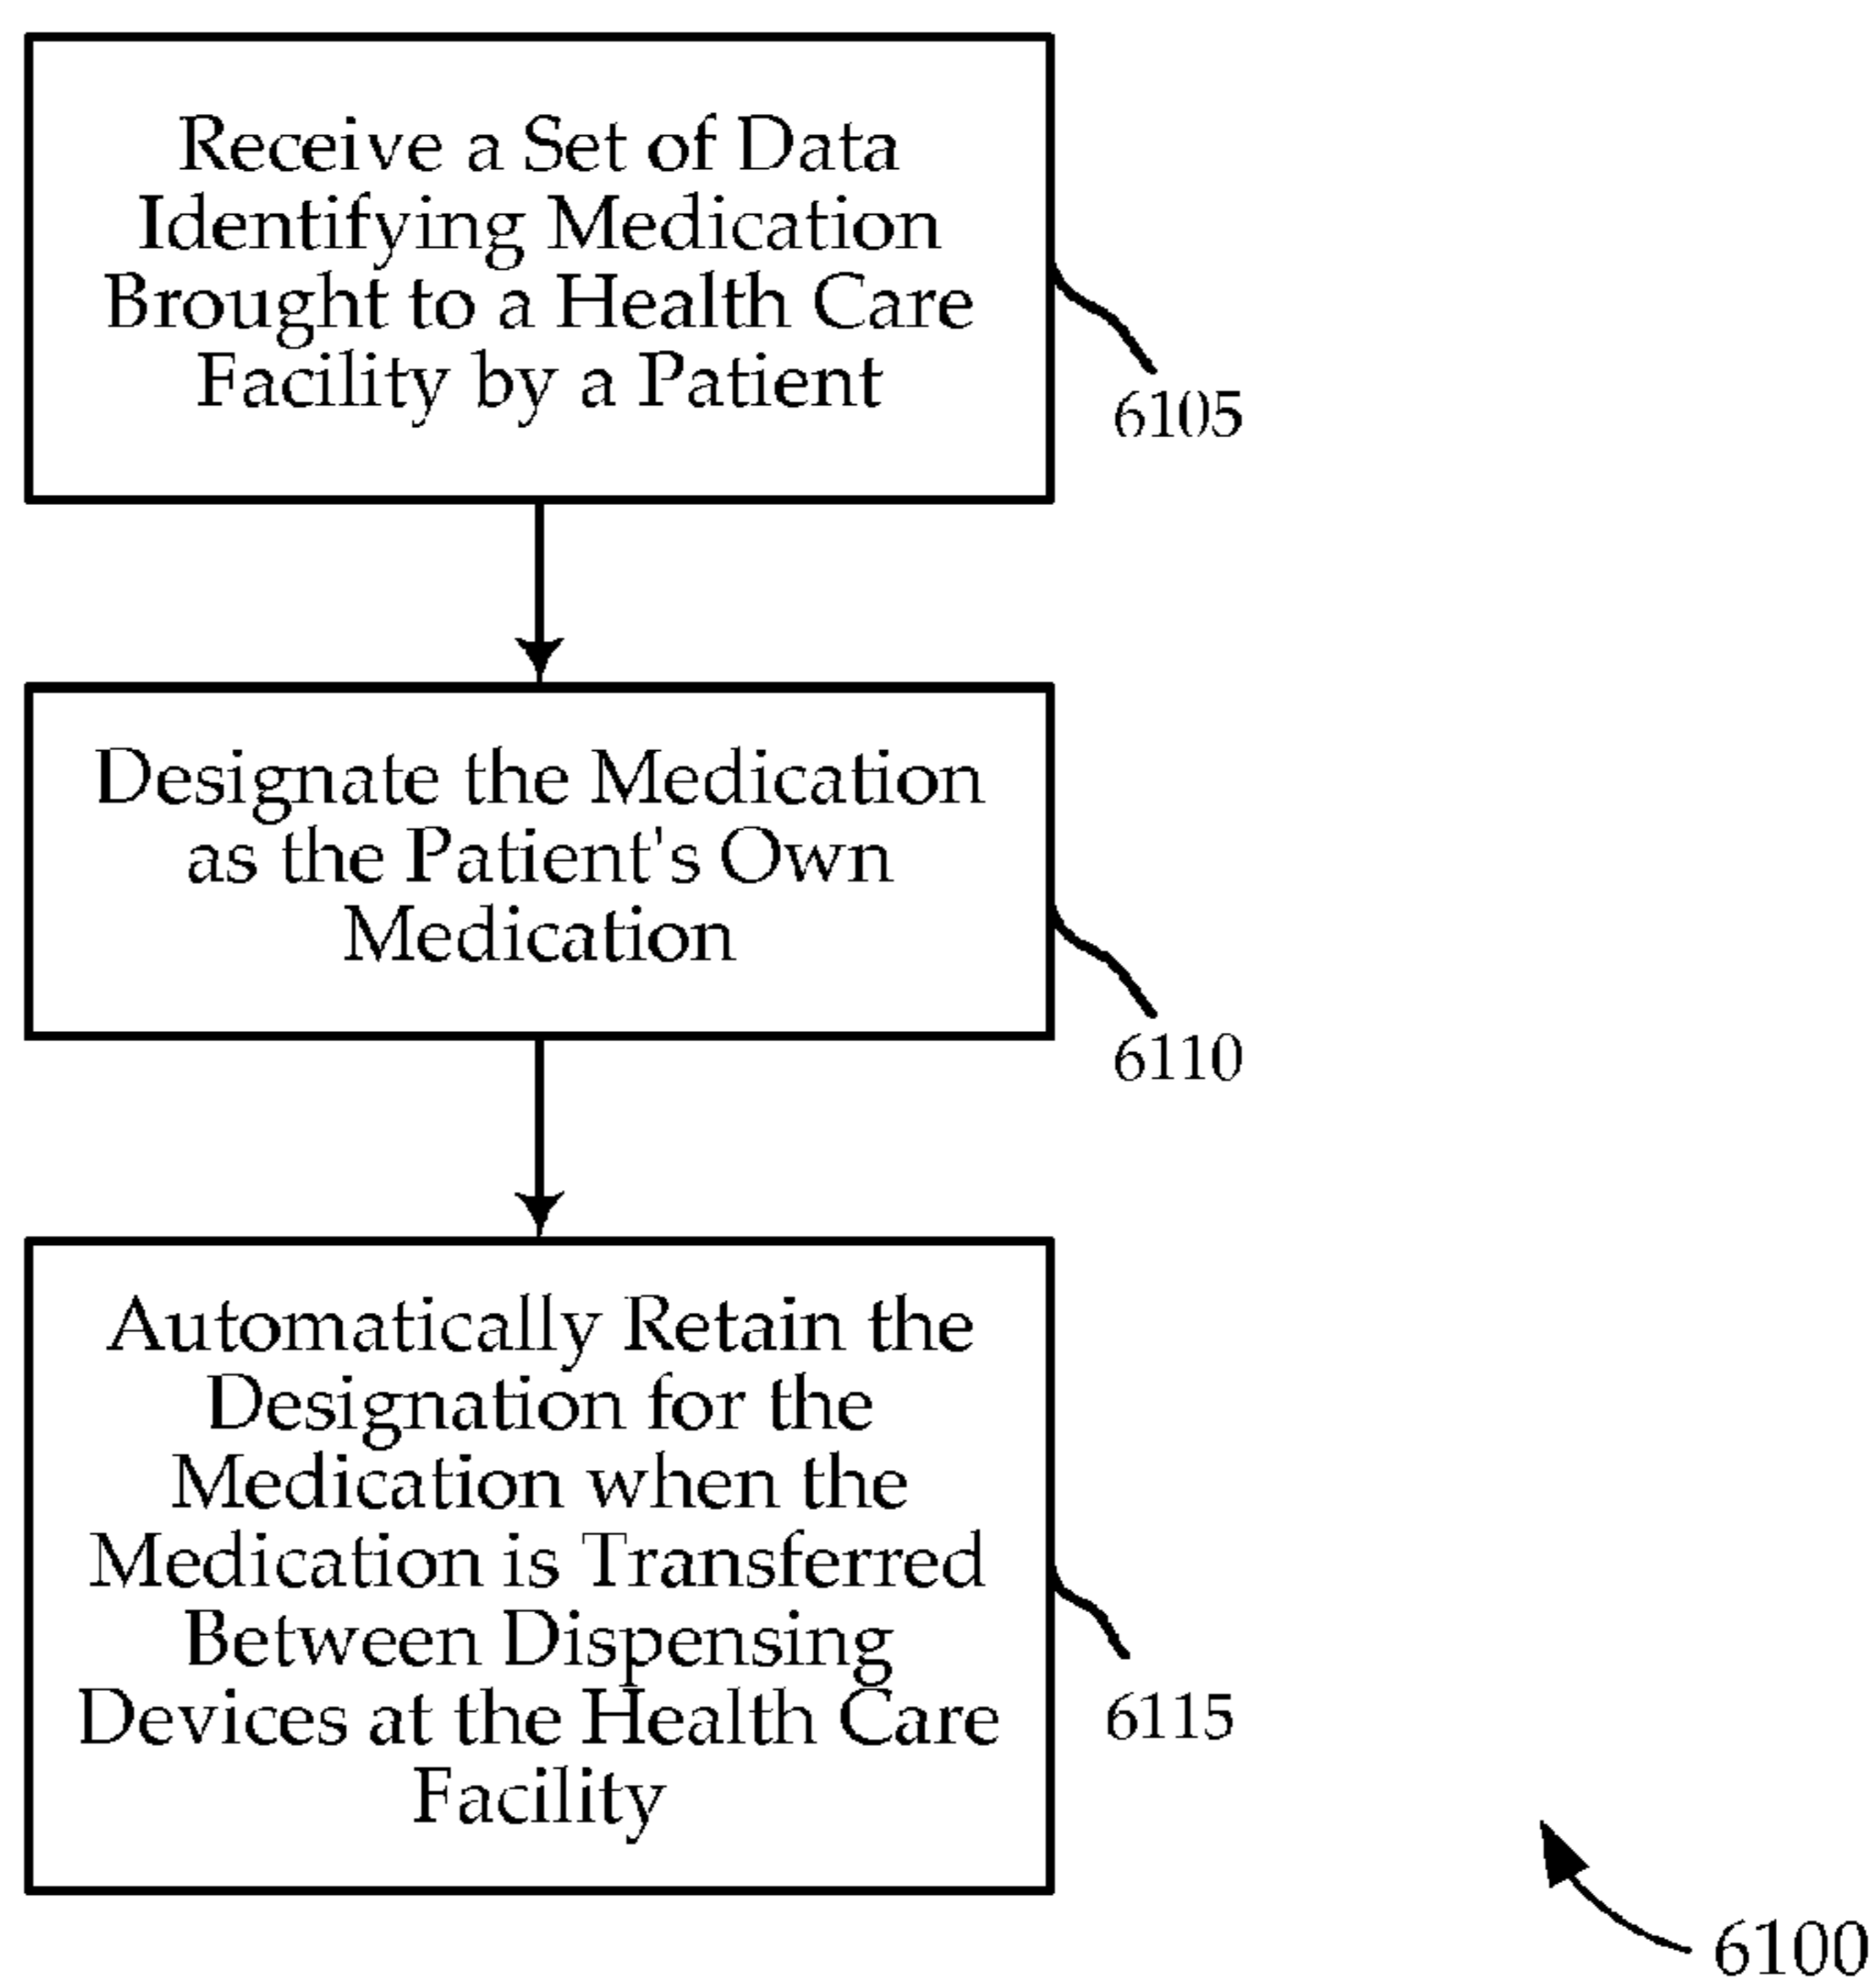 Receive a Set of Data
Identifying Medication
Brought to a Health Care
Facility by a Patient
6105
Designate the Medication
as the Patient's Own
Medication
6110
Automatically Retain the
Designation for the
Medication when the
Medication is Transferred
Between Dispensing
Devices at the Health Care
Facility
6115
6100